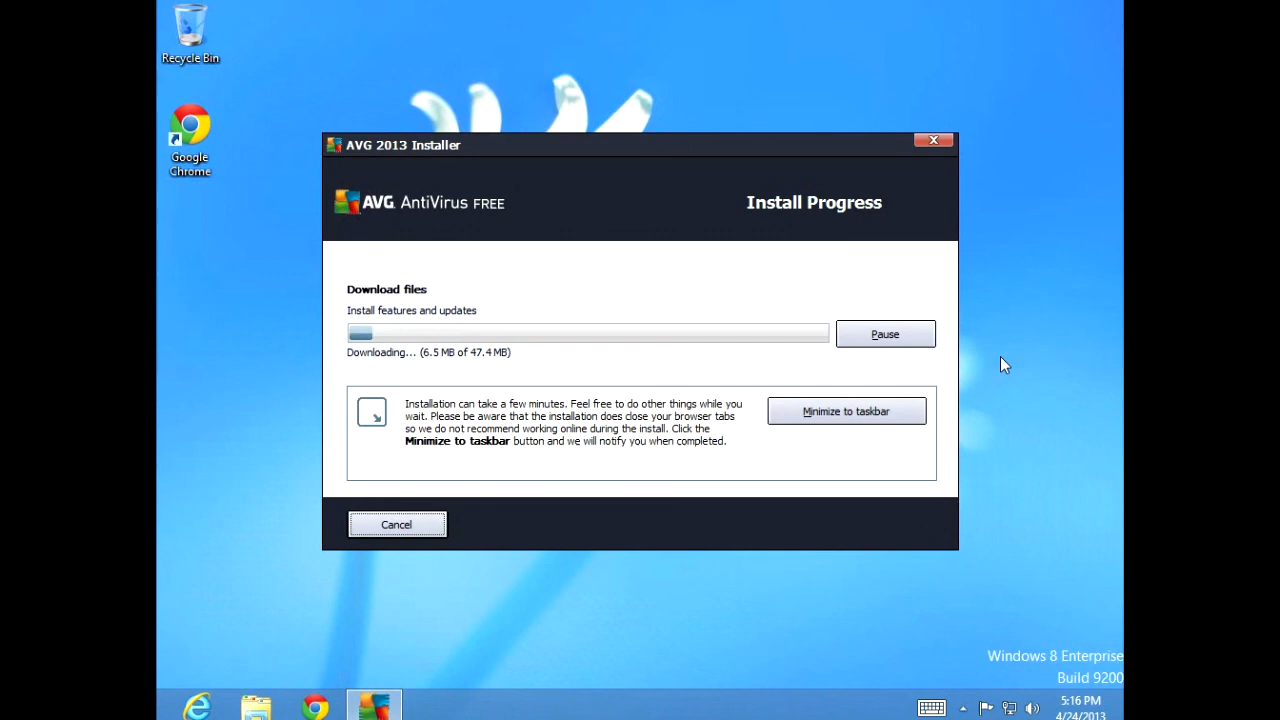 Recycle Bin
Google
Chrome
AVG 2013 Installer
AVG. AntiVirus FREE
Install Progress
Download files
Install features and updates
Pause
Downloading... (6.5 MB of 47.4 MB)
Installation can take a few minutes. Feel free to do other things while you
wait. Please be aware that the installation does close your browser tabs
so we do not recommend working online during the install. Click the
Minimize to taskbar button and we will notify you when completed.
Minimize to taskbar
Cancel
Windows 8 Enterprise
Build 9200
5:16 PM
4/24/2013